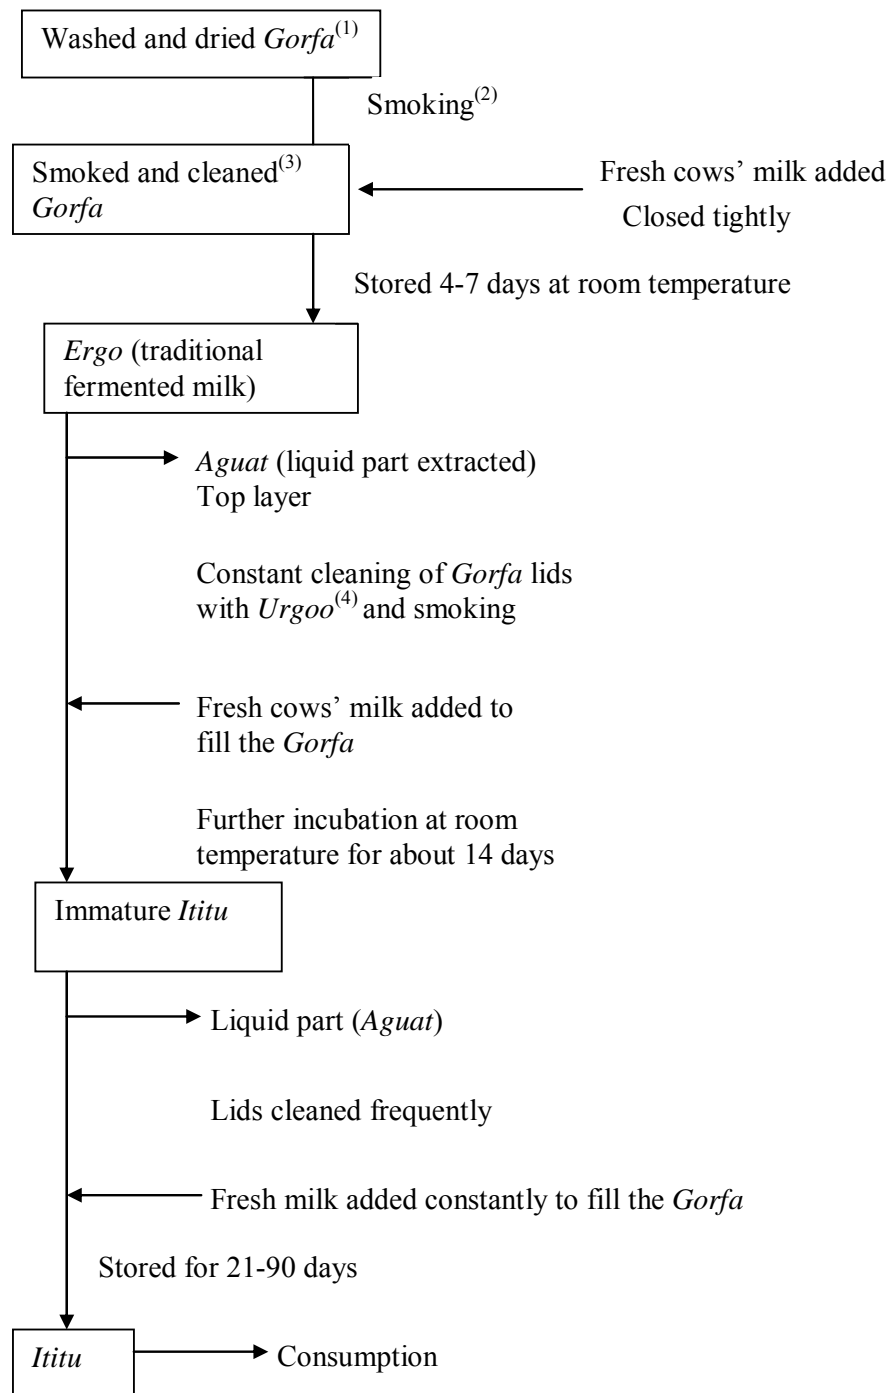 Washed and dried Gorfa(1)
Smoking(2)
Smoked and cleaned(3)
Gorfa
Fresh cows’ milk added
Closed tightly
Stored 4-7 days at room temperature
Ergo (traditional
fermented milk)
Aguat (liquid part extracted)
Top layer
Constant cleaning of Gorfa lids
with Urgoo(4) and smoking
Fresh cows’ milk added to
fill the Gorfa
Further incubation at room
temperature for about 14 days
Immature Ititu
Liquid part (Aguat)
Lids cleaned frequently
Fresh milk added constantly to fill the Gorfa
Stored for 21-90 days
Ititu
Consumption